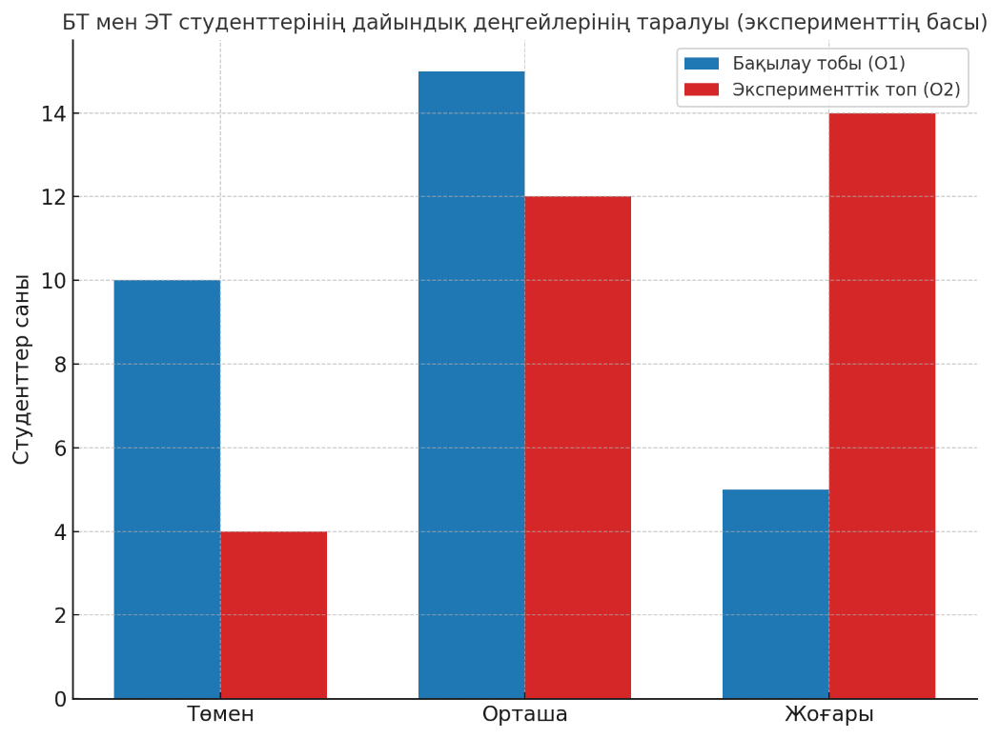 БТ мен ЭТ студенттерінің дайындық деңгейлерінің таралуы (эксперименттің басы)
Бақылау тобы (О1)
Эксперименттік топ (О2)
Студенттер саны
14
12
10
8
6
4
2
0
Төмен
Орташа
Жоғары